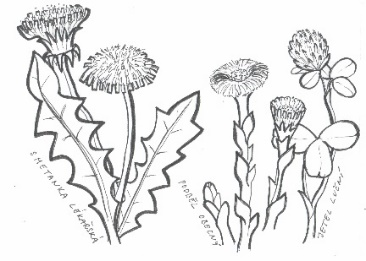 SMETANKA LÉKAŘSKÁ
PODBĚL OBECNÝ
JETEL LUČNÍ